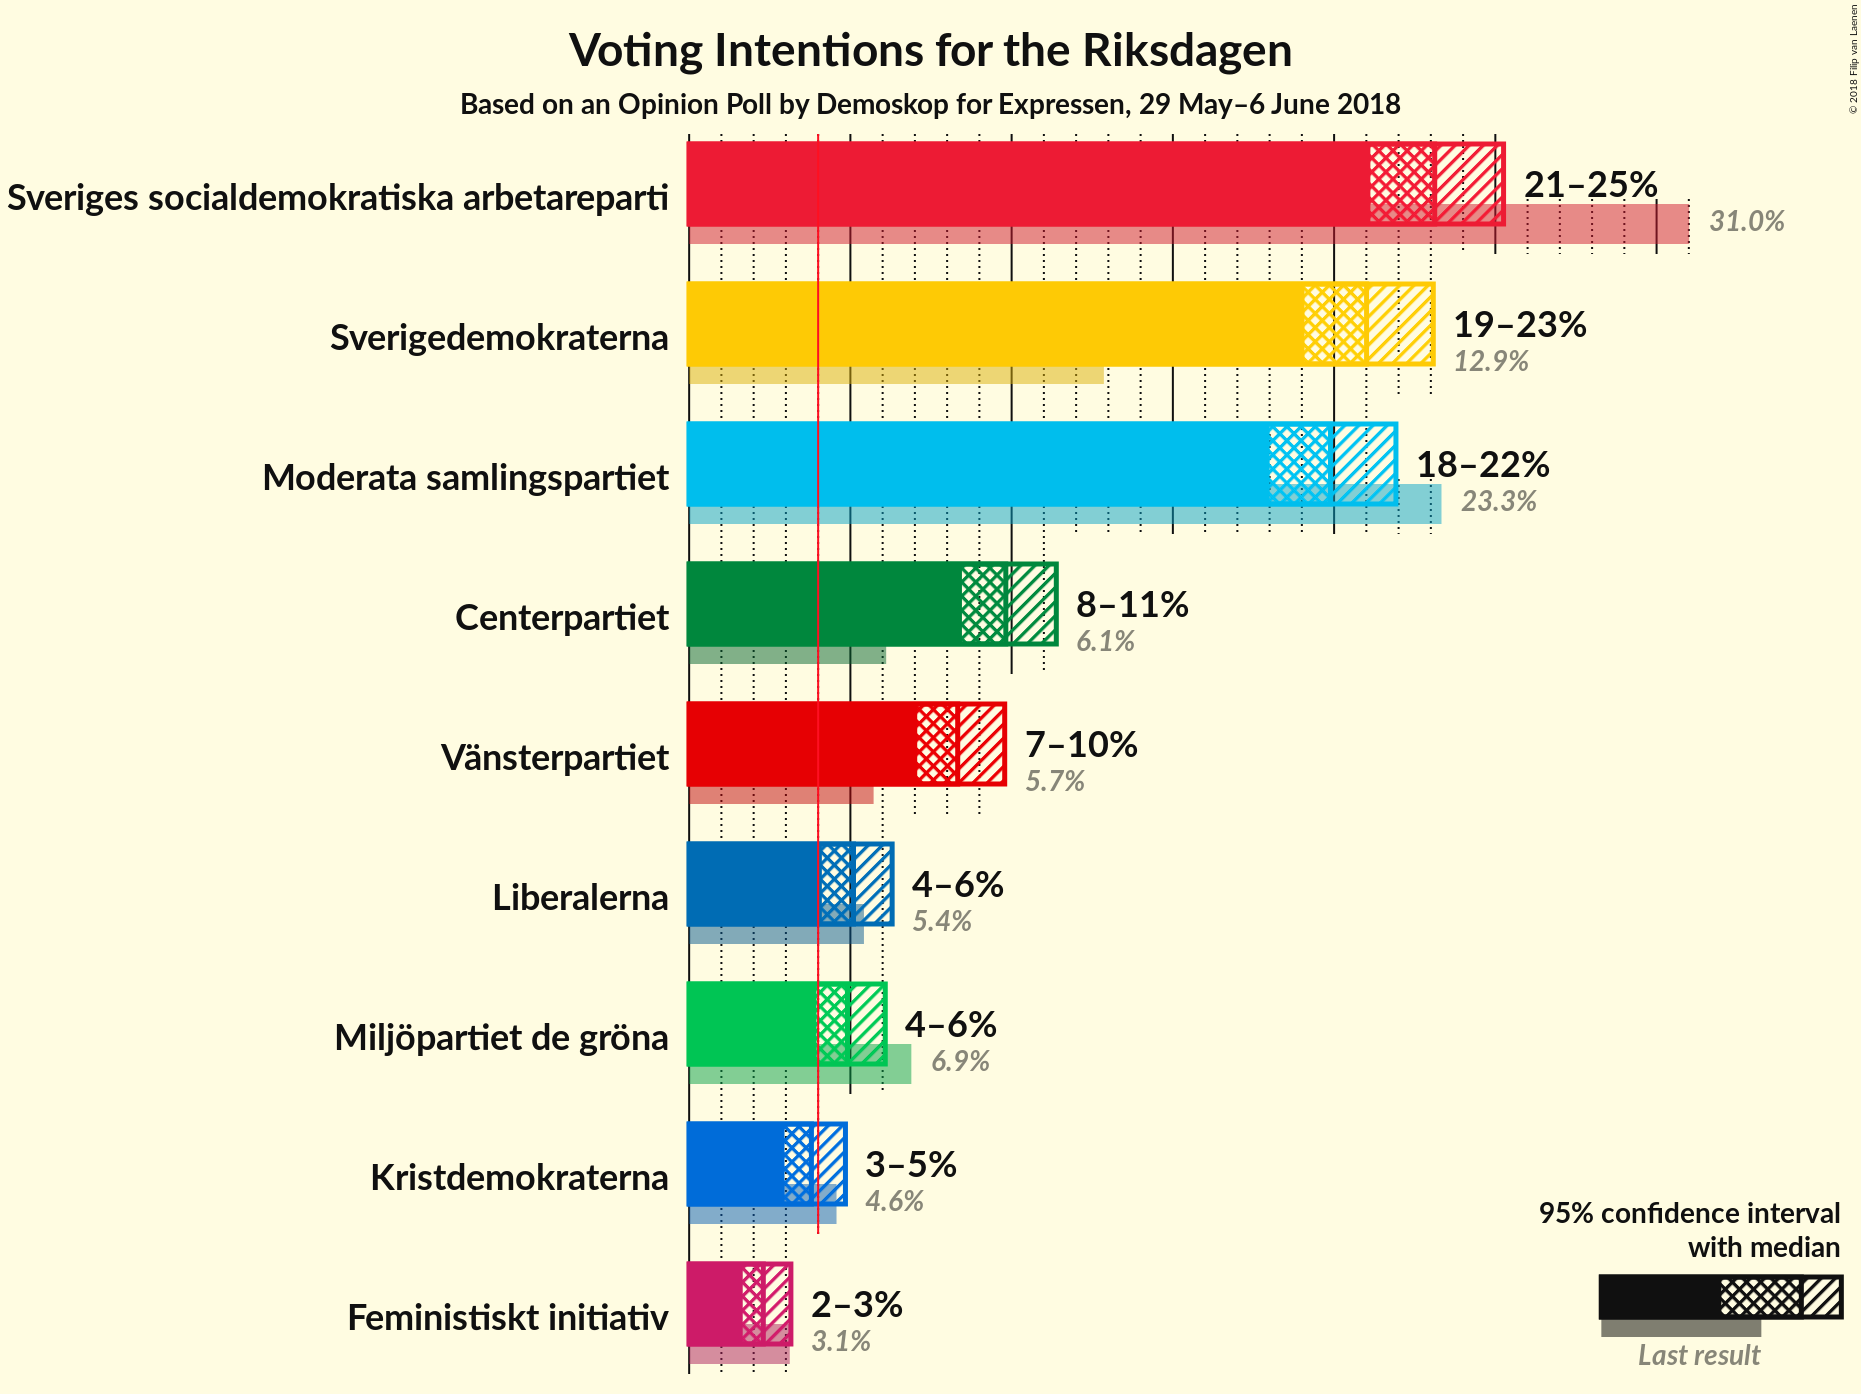 Voting Intentions for the Riksdagen
Based on an Opinion Poll by Demoskop for Expressen, 29 May–6 June 2018
© 2018 Filip van Laenen
Sveriges socialdemokratiska arbetareparti
21–25%
31.0%
Sverigedemokraterna
19–23%
12.9%
Moderata samlingspartiet
18–22%
23.3%
Centerpartiet
8–11%
6.1%
Vänsterpartiet
7–10%
5.7%
Liberalerna
4–6%
5.4%
Miljöpartiet de gröna
4–6%
6.9%
Kristdemokraterna
3–5%
4.6%
Feministiskt initiativ
2–3%
3.1%
95% confidence interval
with median
Last result